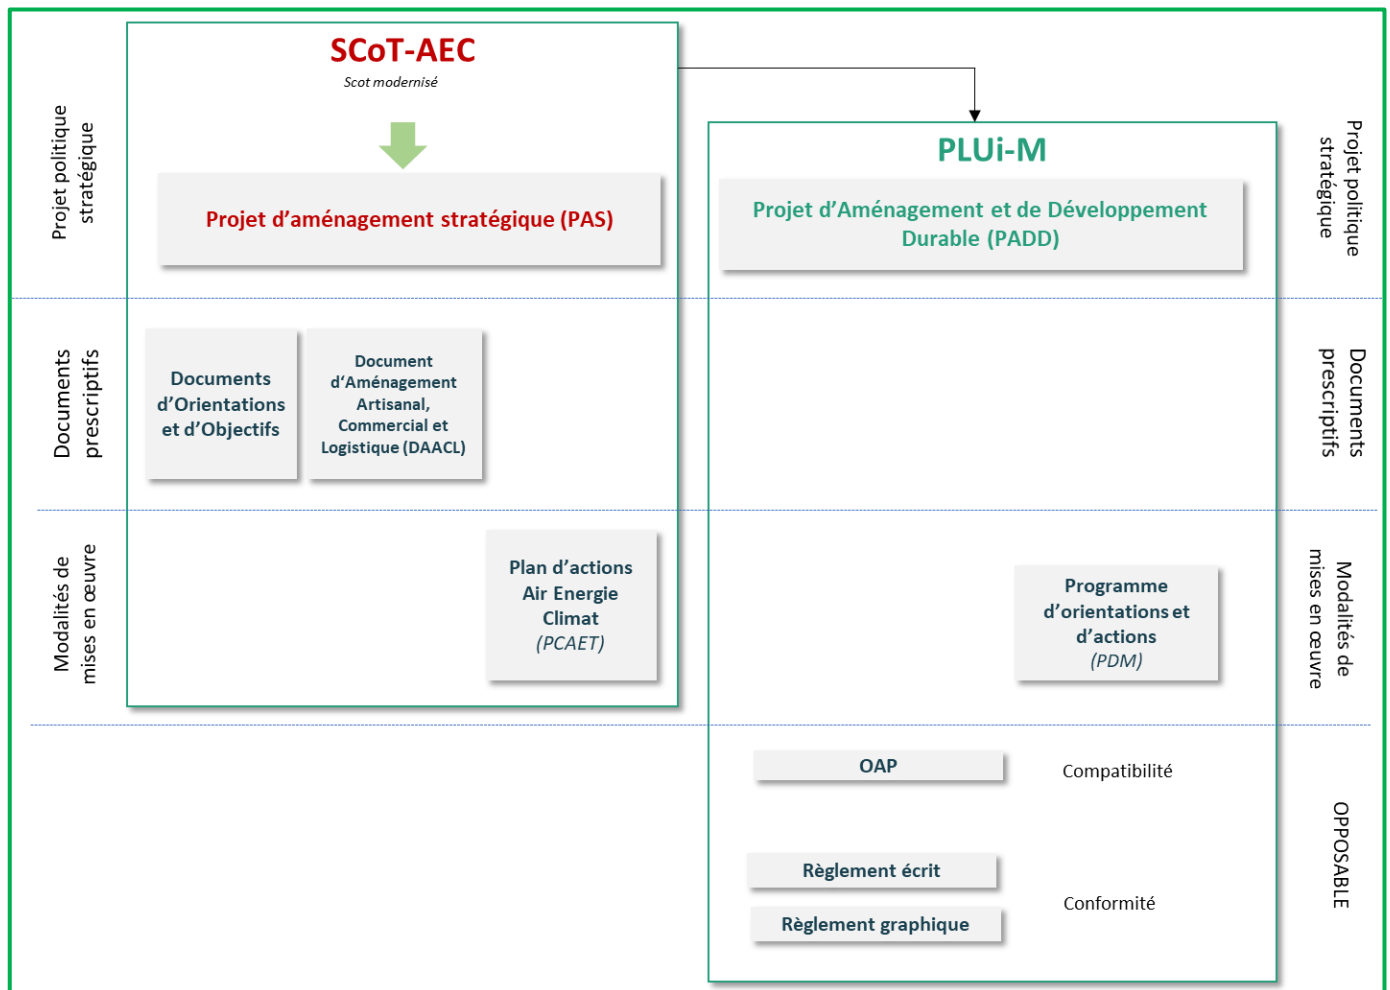 SCoT-AEC
Scot modernisé
Projet politique
stratégique
Projet d’aménagement stratégique (PAS)
PLUi-M
Projet d’Aménagement et de Développement
Durable (PADD)
Projet politique
stratégique
Documents
prescriptifs
Documents
d’Orientations
et d’Objectifs
Document
d‘Aménagement
Artisanal,
Commercial et
Logistique (DAACL)
Documents
prescriptifs
Modalités de
mises en œuvre
Plan d’actions
Air Energie
Climat
(PCAET)
Programme
d’orientations et
d’actions
(PDM)
Modalités de
mises en œuvre
OAP
Compatibilité
Règlement écrit
Règlement graphique
Conformité
OPPOSABLE